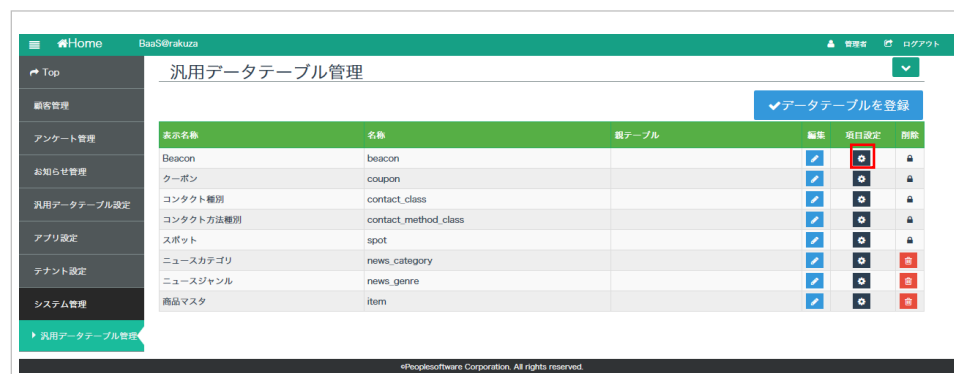 Home BaaS@rakuza 管理者 ログアウト
Top
顧客管理
アンケート管理
お知らせ管理
汎用データテーブル設定
アプリ設定
テナント設定
システム管理
汎用データテーブル管理
汎用データテーブル管理
データテーブルを登録
表示名称 名称 親テーブル 編集 項目設定 削除
Beacon beacon
クーポン coupon
コンタクト種別 contact_class
コンタクト方法種別 contact_method_class
スポット spot
ニュースカテゴリ news_category
ニュースジャンル news_genre
商品マスタ item
©Peoplesoftware Corporation. All rights reserved.